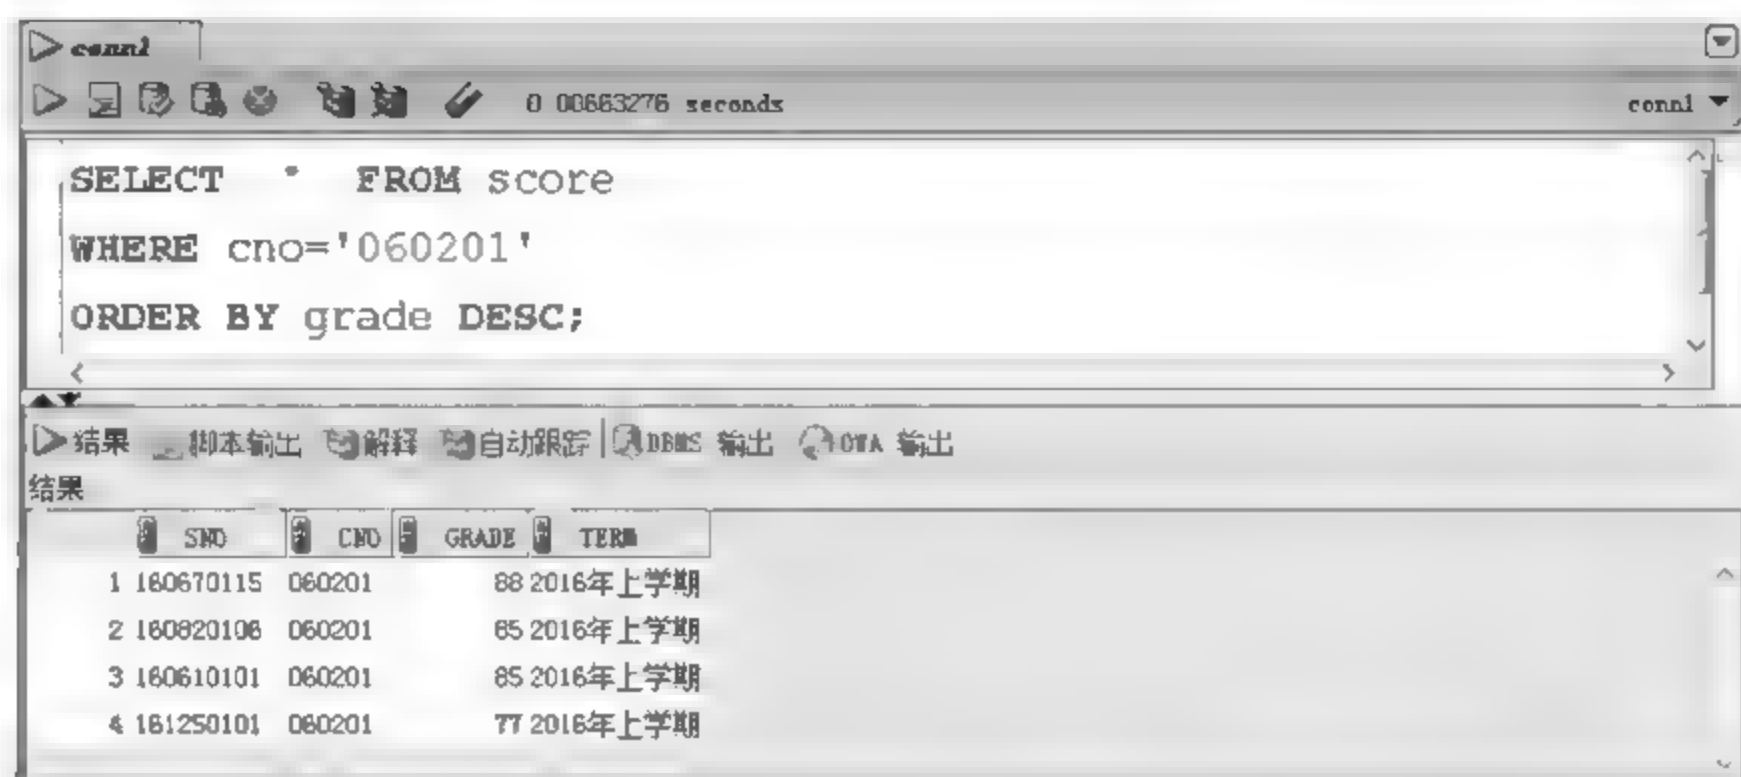 conn1
0.00663276 seconds conn1
SELECT * FROM score
WHERE cno='060201'
ORDER BY grade DESC;
结果 脚本输出 解释 自动跟踪 DBMS 输出 OWA 输出
结果
SNO CNO GRADE TERM
1 160670115 060201 88 2016年上学期
2 160820106 060201 85 2016年上学期
3 160610101 060201 85 2016年上学期
4 161250101 060201 77 2016年上学期